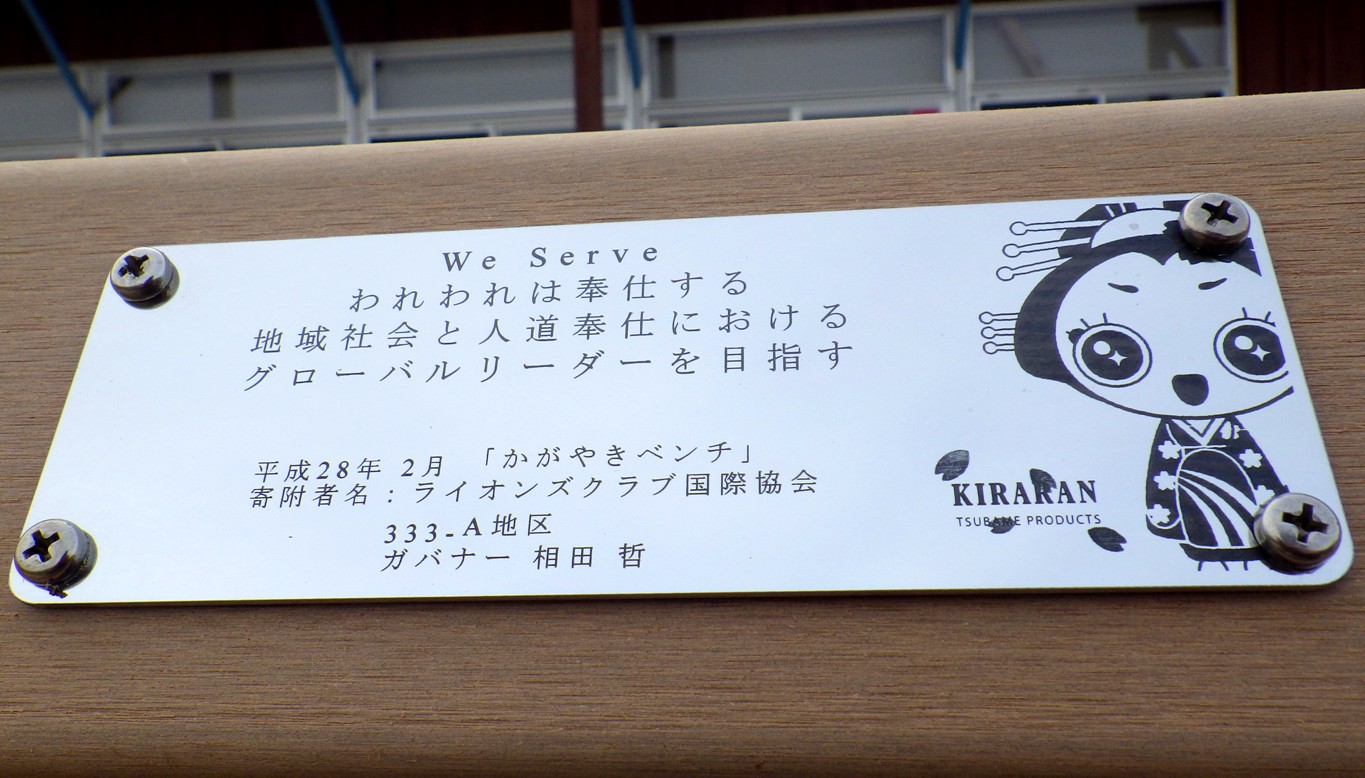 We Serve
われわれは奉仕する
地域社会と人道奉仕における
グローバルリーダーを目指す
平成28年 2月 「かがやきベンチ」
寄附者名：ライオンズクラブ国際協会
333-A地区
ガバナー 相田 哲
KIRARAN
TSUBAME PRODUCTS